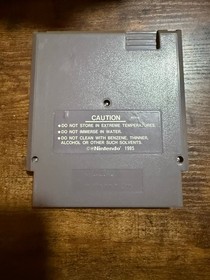 CAUTION
●DO NOT STORE IN EXTREME TEMPERATURES.
●DO NOT IMMERSE IN WATER.
●DO NOT CLEAN WITH BENZENE, THINNER,
ALCOHOL OR OTHER SUCH SOLVENTS.
©Nintendo 1985